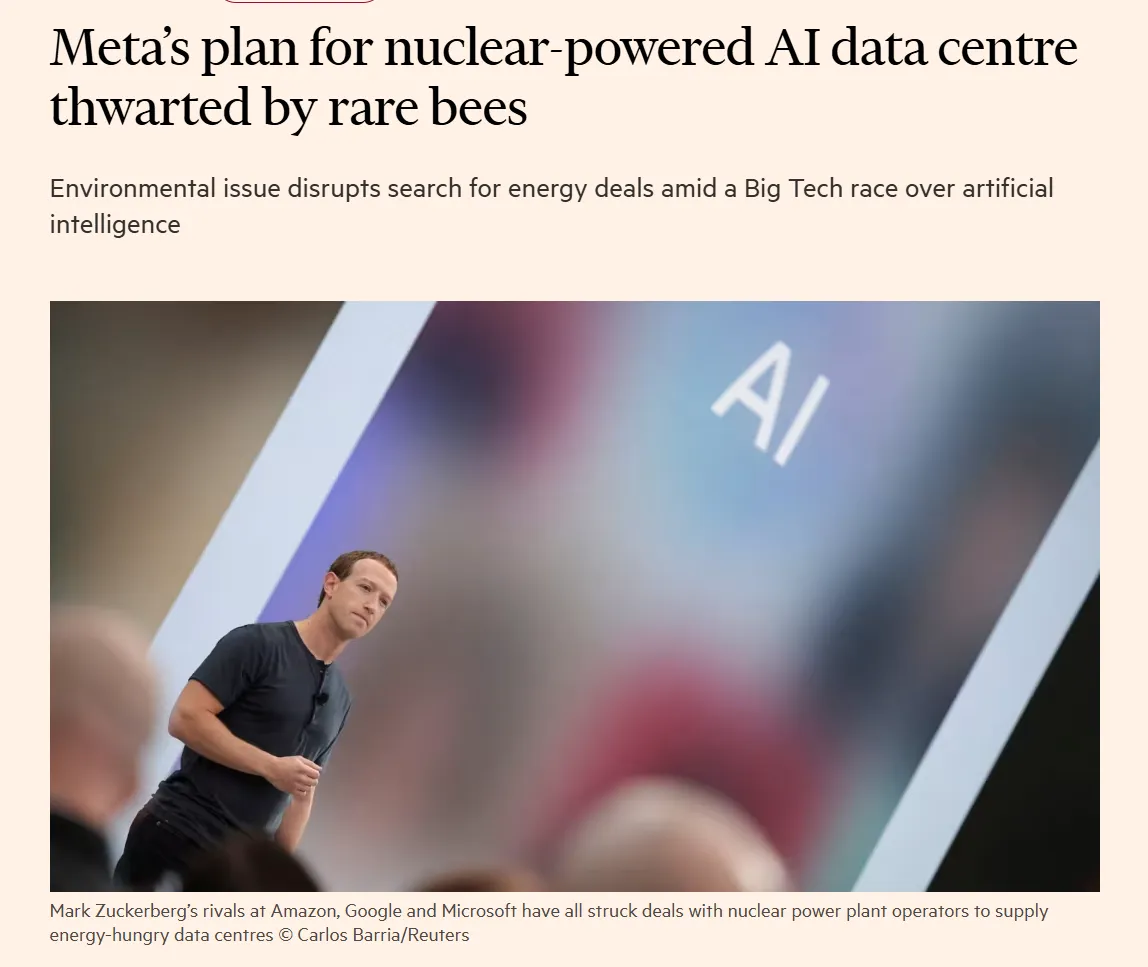 Meta’s plan for nuclear-powered AI data centre
thwarted by rare bees
Environmental issue disrupts search for energy deals amid a Big Tech race over artificial
intelligence
AI
Mark Zuckerberg’s rivals at Amazon, Google and Microsoft have all struck deals with nuclear power plant operators to supply
energy-hungry data centres © Carlos Barria/Reuters